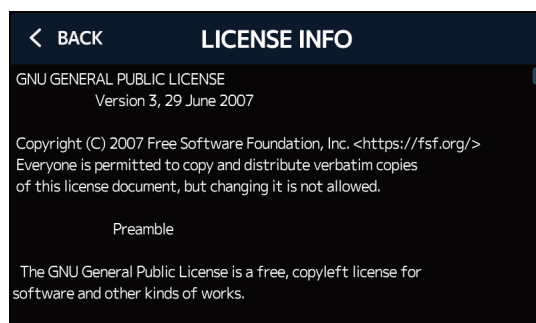 BACK
LICENSE INFO
GNU GENERAL PUBLIC LICENSE
Version 3, 29 June 2007
Copyright (C) 2007 Free Software Foundation, Inc. <https://fsf.org/>
Everyone is permitted to copy and distribute verbatim copies
of this license document, but changing it is not allowed.
Preamble
The GNU General Public License is a free, copyleft license for
software and other kinds of works.